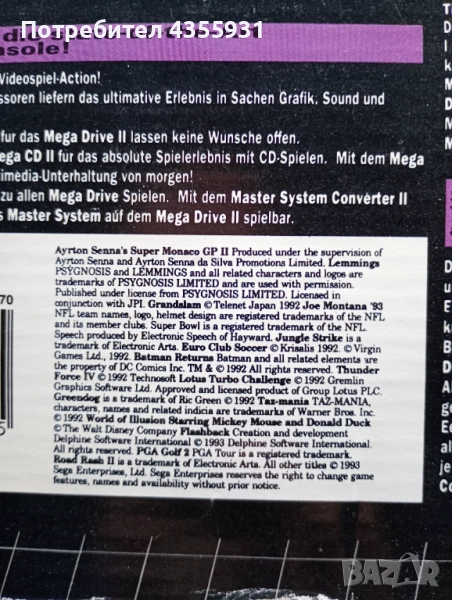 Потребител 4355931
nsole!
Videospiel-Action!
ssoren liefern das ultimative Erlebnis in Sachen Grafik, Sound und
fur das Mega Drive II lassen keine Wunsche offen.
ega CD II fur das absolute Spielerlebnis mit CD-Spielen. Mit dem Mega
timedia-Unterhaltung von morgen!
zu allen Mega Drive Spielen. Mit dem Master System Converter II
s Master System auf dem Mega Drive II spielbar.
Ayrton Senna's Super Monaco GP II Produced under the supervision
of Ayrton Senna and Ayrton Senna da Silva Promotions Limited. Lemmings
PSYGNOSIS and LEMMINGS and all related characters and logos are
trademarks of PSYGNOSIS LIMITED and are used with permission.
Published under license from PSYGNOSIS LIMITED. Licensed in
conjunction with JPI. Grandslam © Telenet Japan 1992 Joe Montana '93
NFL team names, logo, helmet design are registered trademarks of the NFL
and its member clubs. Super Bowl is a registered trademark of the NFL.
Speech produced by Electronic Speech of Hayward. Jungle Strike is a
trademark of Electronic Arts. Euro Club Soccer © Krisalis 1992. © Virgin
Games Ltd., 1992. Batman Returns Batman and all related elements are
the property of DC Comics Inc. TM & © 1992 All rights reserved. Thunder
Force IV © 1992 Technosoft Lotus Turbo Challenge © 1992 Gremlin
Graphics Software Ltd. Approved and licensed product of Group Lotus PLC.
Greendog is a trademark of Ric Green © 1992 Taz-mania TAZ-MANIA,
characters, names and related indicia are trademarks of Warner Bros. Inc.
© 1992 World of Illusion Starring Mickey Mouse and Donald Duck
© The Walt Disney Company Flashback Creation and development
Delphine Software International © 1993 Delphine Software International.
All rights reserved. PGA Golf 2 PGA Tour is a registered trademark.
Road Rash II is a trademark of Electronic Arts. All other titles © 1993
Sega Enterprises, Ltd. Sega Enterprises reserves the right to change game
features, names and availability without prior notice.
70
5
BAZAR